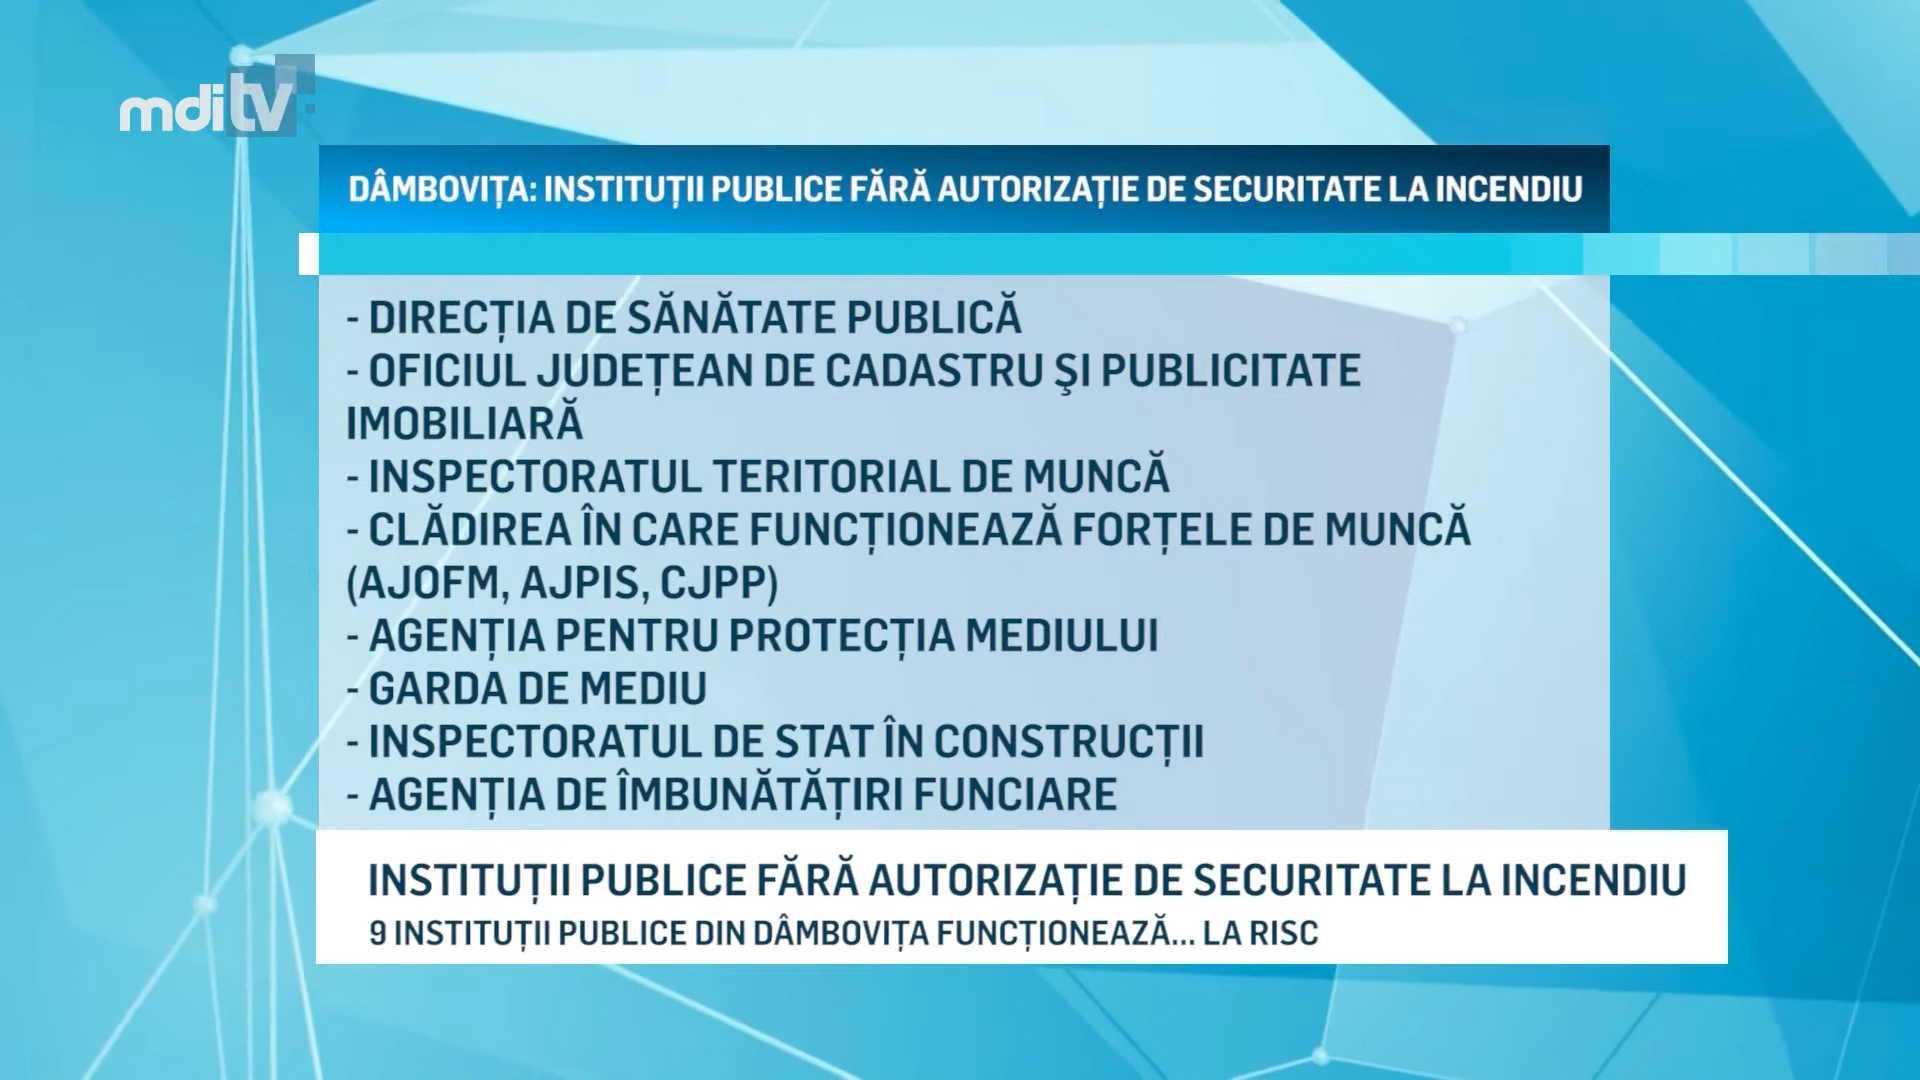 mditv
DÂMBOVIȚA: INSTITUȚII PUBLICE FĂRĂ AUTORIZAȚIE DE SECURITATE LA INCENDIU
- DIRECȚIA DE SĂNĂTATE PUBLICĂ
- OFICIUL JUDEȚEAN DE CADASTRU ŞI PUBLICITATE
IMOBILIARĂ
- INSPECTORATUL TERITORIAL DE MUNCĂ
- CLĂDIREA ÎN CARE FUNCȚIONEAZĂ FORȚELE DE MUNCĂ
(AJOFM, AJPIS, CJPP)
- AGENȚIA PENTRU PROTECȚIA MEDIULUI
- GARDA DE MEDIU
- INSPECTORATUL DE STAT ÎN CONSTRUCȚII
- AGENȚIA DE ÎMBUNĂTĂȚIRI FUNCIARE
INSTITUȚII PUBLICE FĂRĂ AUTORIZAȚIE DE SECURITATE LA INCENDIU
9 INSTITUȚII PUBLICE DIN DÂMBOVIȚA FUNCȚIONEAZĂ... LA RISC